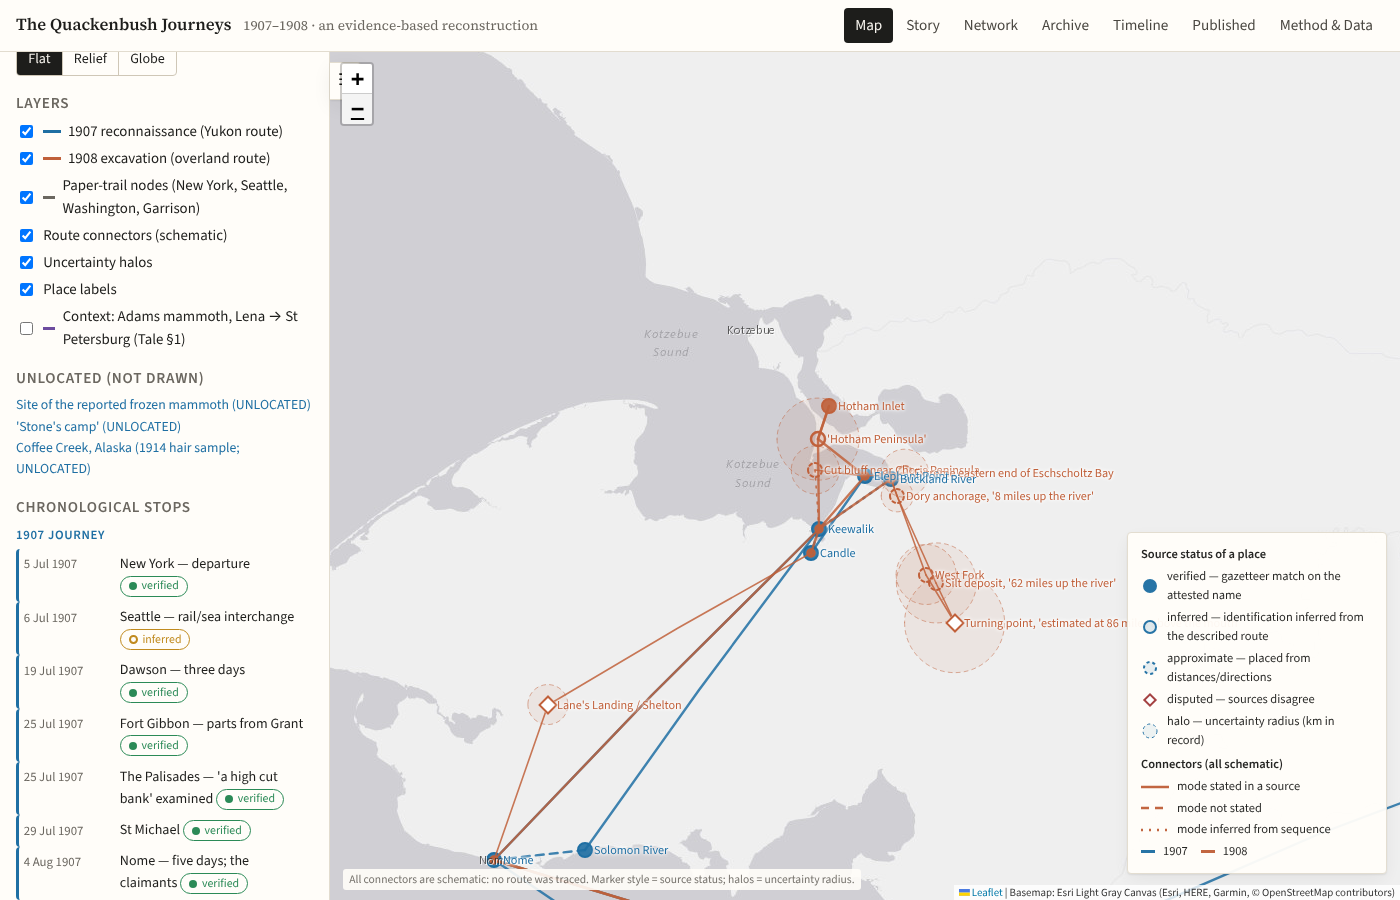 The Quackenbush Journeys 1907–1908 · an evidence-based reconstruction
Map Story Network Archive Timeline Published Method & Data
Flat Relief Globe
LAYERS
1907 reconnaissance (Yukon route)
1908 excavation (overland route)
Paper-trail nodes (New York, Seattle,
Washington, Garrison)
Route connectors (schematic)
Uncertainty halos
Place labels
Context: Adams mammoth, Lena → St
Petersburg (Tale §1)
UNLOCATED (NOT DRAWN)
Site of the reported frozen mammoth (UNLOCATED)
'Stone's camp' (UNLOCATED)
Coffee Creek, Alaska (1914 hair sample;
UNLOCATED)
CHRONOLOGICAL STOPS
1907 JOURNEY
5 Jul 1907 New York — departure
verified
6 Jul 1907 Seattle — rail/sea interchange
inferred
19 Jul 1907 Dawson — three days
verified
25 Jul 1907 Fort Gibbon — parts from Grant
verified
25 Jul 1907 The Palisades — 'a high cut
bank' examined verified
29 Jul 1907 St Michael verified
4 Aug 1907 Nome — five days; the
claimants verified
+
−
Kotzebue
Sound
Kotzebue
Hotham Inlet
'Hotham Peninsula'
Kotzebue
Sound
Cut bluff near Choris Peninsula
eastern end of Eschscholtz Bay
Buckland River
Dory anchorage, '8 miles up the river'
Keewalik
Candle
West Fork
Silt deposit, '62 miles up the river'
Turning point, 'estimated at 86 m
Lane's Landing / Shelton
Solomon River
Nome
All connectors are schematic: no route was traced. Marker style = source status; halos = uncertainty radius.
Source status of a place
verified — gazetteer match on the
attested name
inferred — identification inferred from
the described route
approximate — placed from
distances/directions
disputed — sources disagree
halo — uncertainty radius (km in
record)
Connectors (all schematic)
mode stated in a source
mode not stated
mode inferred from sequence
1907 1908
Leaflet | Basemap: Esri Light Gray Canvas (Esri, HERE, Garmin, © OpenStreetMap contributors)